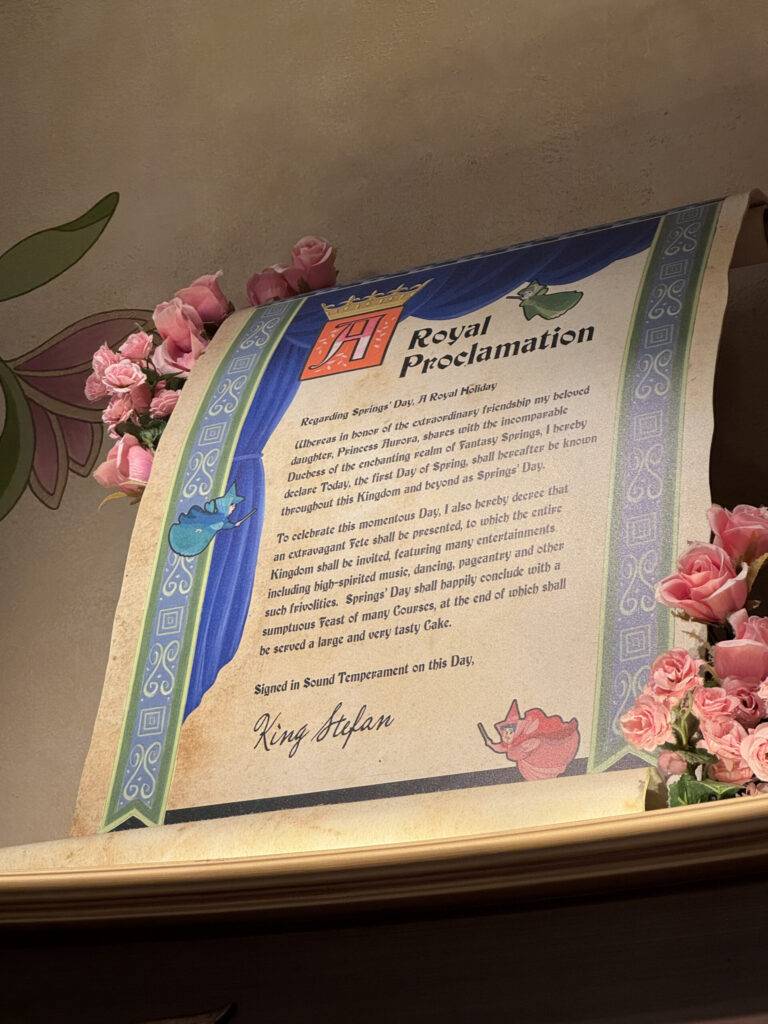 A Royal
Proclamation
Regarding Springs' Day, A Royal Holiday
Whereas in honor of the extraordinary friendship my beloved
daughter, Princess Aurora, shares with the incomparable
Duchess of the enchanting realm of Fantasy Springs, I hereby
declare Today, the first Day of Spring, shall hereafter be known
throughout this Kingdom and beyond as Springs' Day.
To celebrate this momentous Day, I also hereby decree that
an extravagant Fete shall be presented, to which the entire
Kingdom shall be invited, featuring many entertainments
including high-spirited music, dancing, pageantry and other
such frivolities. Springs' Day shall happily conclude with a
sumptuous Feast of many Courses, at the end of which shall
be served a large and very tasty Cake.
Signed in Sound Temperament on this Day,
King Stefan